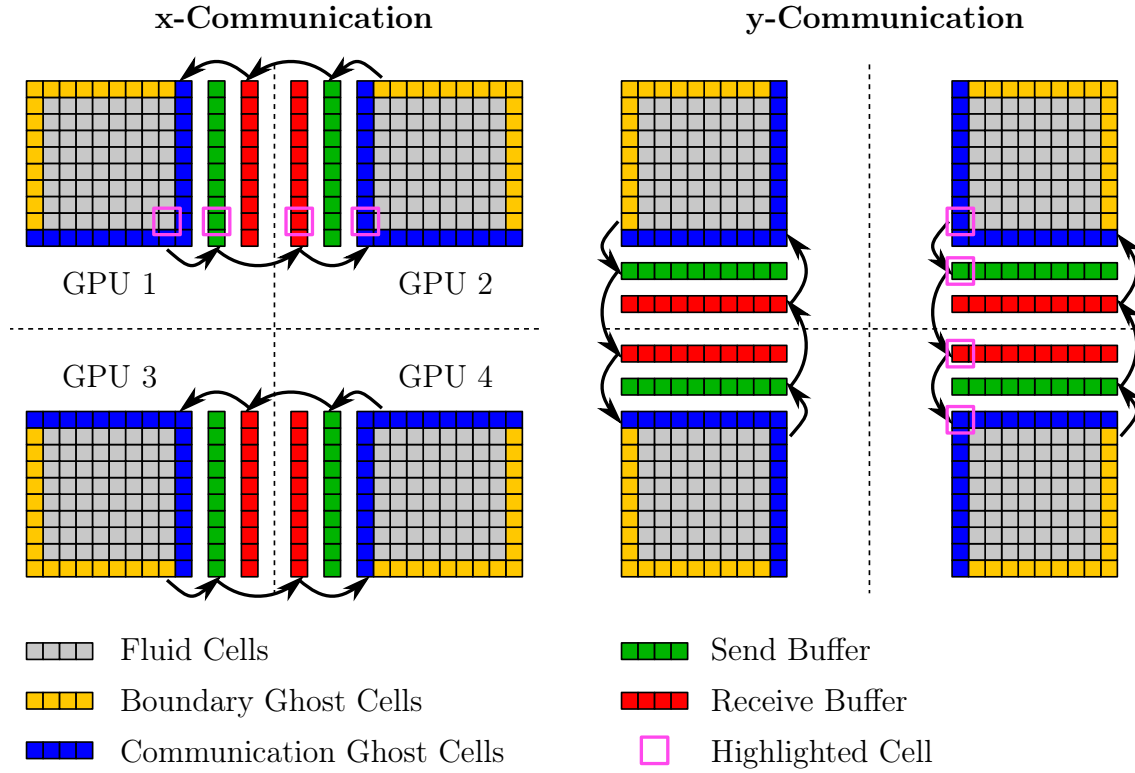 x-Communication
y-Communication
GPU 1
GPU 2
GPU 3
GPU 4
Fluid Cells
Boundary Ghost Cells
Communication Ghost Cells
Send Buffer
Receive Buffer
Highlighted Cell